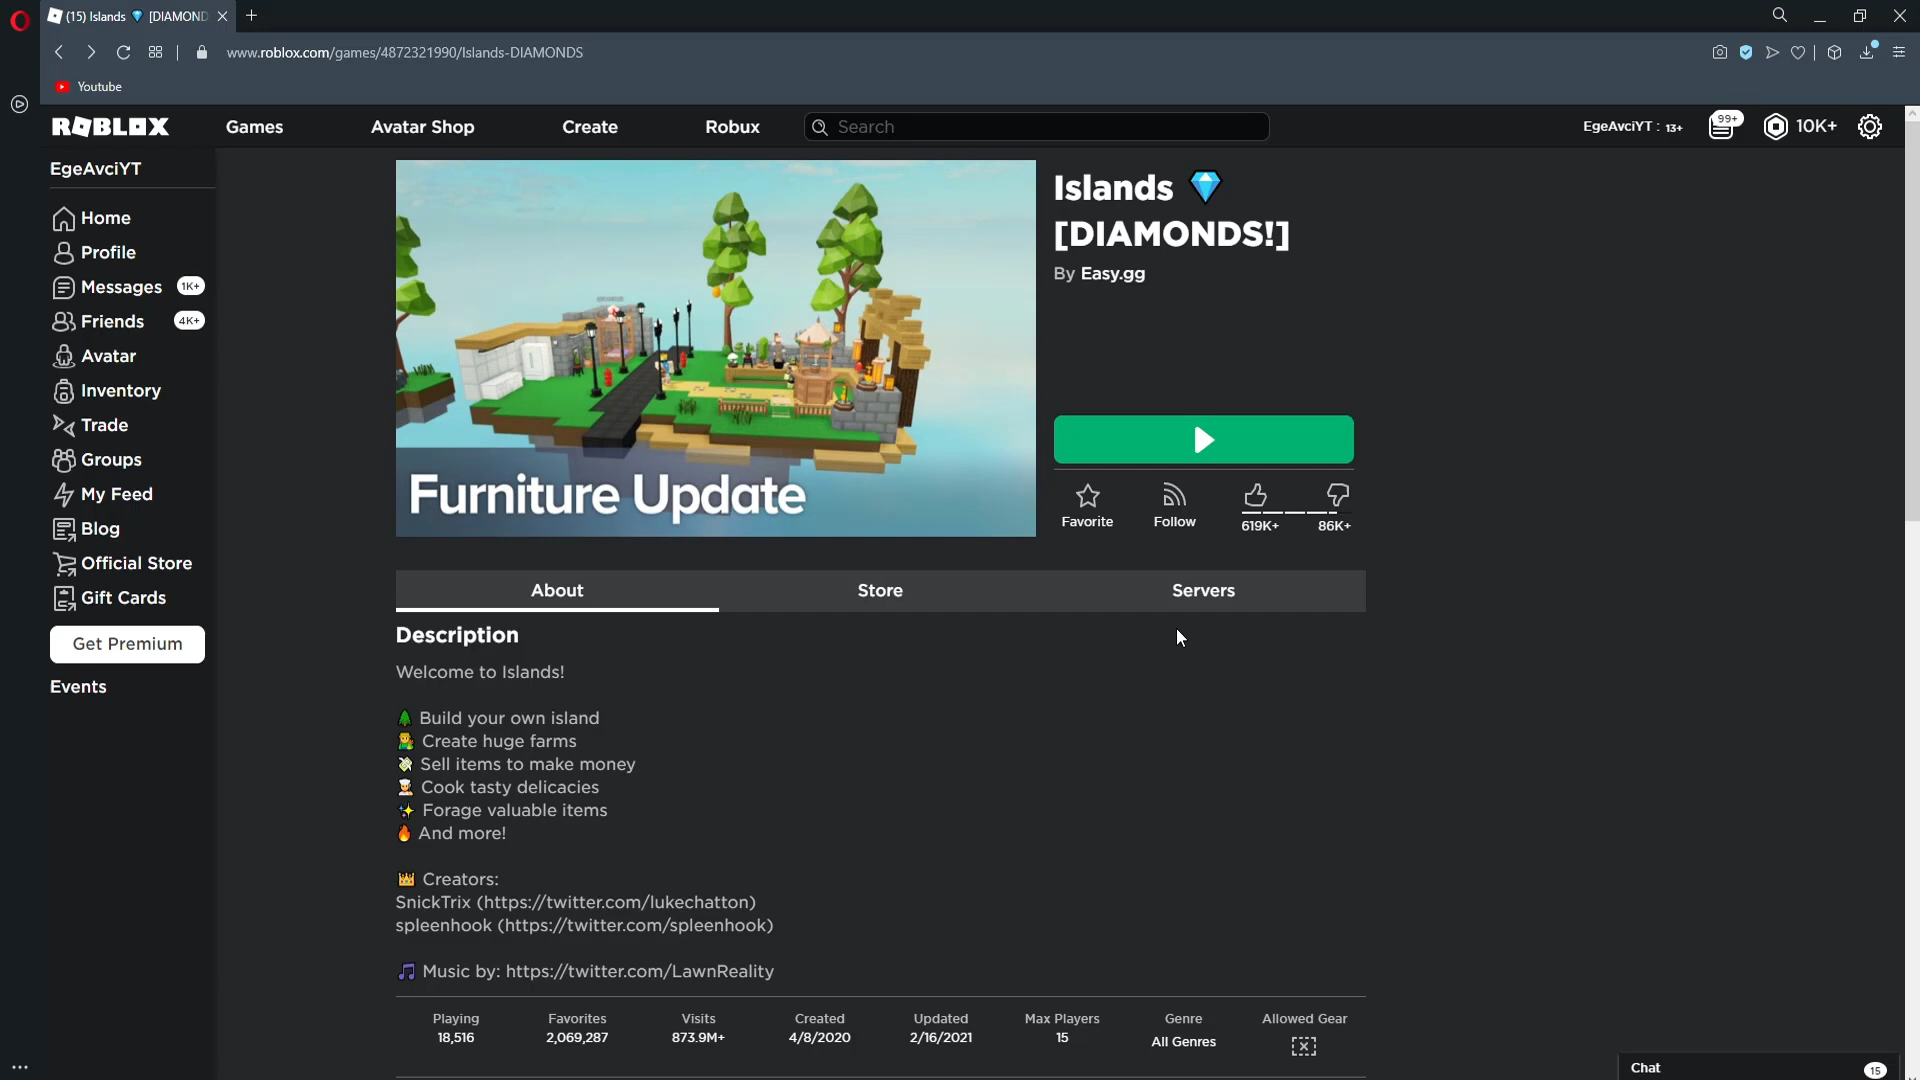 (15) Islands 💎 [DIAMOND
www.roblox.com/games/4872321990/Islands-DIAMONDS
Youtube
ROBLOX
Games
Avatar Shop
Create
Robux
Search
EgeAvciYT : 13+
99+
10K+
EgeAvciYT
Home
Profile
Messages 1K+
Friends 4K+
Avatar
Inventory
Trade
Groups
My Feed
Blog
Official Store
Gift Cards
Get Premium
Events
Furniture Update
Islands 💎
[DIAMONDS!]
By Easy.gg
Favorite
Follow
619K+
86K+
About
Store
Servers
Description
Welcome to Islands!
🌲 Build your own island
👨‍🌾 Create huge farms
💸 Sell items to make money
👨‍🍳 Cook tasty delicacies
✨ Forage valuable items
🔥 And more!
👑 Creators:
SnickTrix (https://twitter.com/lukechatton)
spleenhook (https://twitter.com/spleenhook)
🎵 Music by: https://twitter.com/LawnReality
Playing Favorites Visits Created Updated Max Players Genre Allowed Gear
18,516 2,069,287 873.9M+ 4/8/2020 2/16/2021 15 All Genres
Chat 15